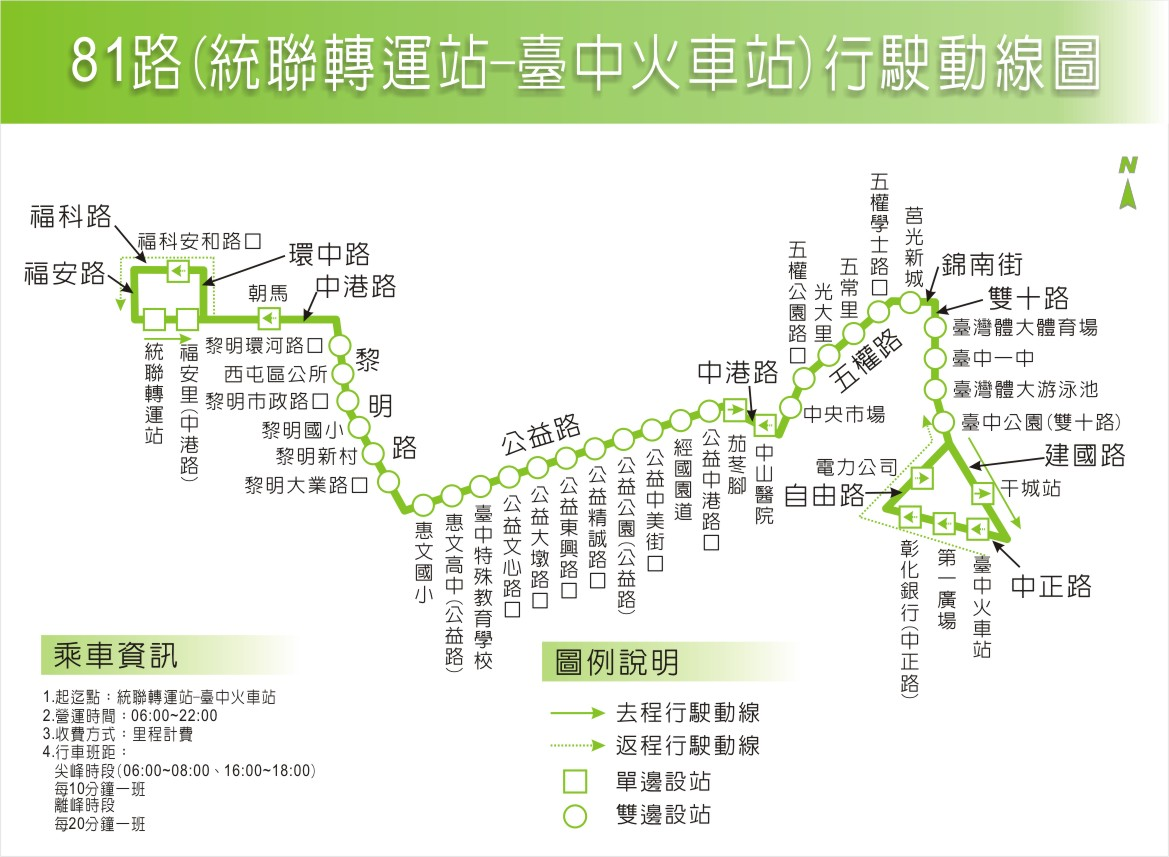 81路(統聯轉運站–臺中火車站)行駛動線圖
N
福科路
福安路
福科安和路口
環中路
中港路
朝馬
統聯轉運站
福安里(中港路)
黎明環河路口
西屯區公所
黎明市政路口
黎明國小
黎明新村
黎明大業路口
黎明路
惠文國小
惠文高中(公益路)
臺中特殊教育學校
公益文心路口
公益大墩路口
公益東興路口
公益精誠路口
公益公園(公益路)
公益中美街口
經國園道
公益中港路口
茄苳腳
中山醫院
公益路
中港路
中央市場
五權公園路口
光大里
五常里
五權學士路口
莒光新城
五權路
錦南街
雙十路
臺灣體大體育場
臺中一中
臺灣體大游泳池
臺中公園(雙十路)
建國路
干城站
電力公司
自由路
彰化銀行(中正路)
第一廣場
臺中火車站
中正路
乘車資訊
1.起迄點：統聯轉運站–臺中火車站
2.營運時間：06:00~22:00
3.收費方式：里程計費
4.行車班距：
尖峰時段(06:00~08:00、16:00~18:00)
每10分鐘一班
離峰時段
每20分鐘一班
圖例說明
去程行駛動線
返程行駛動線
單邊設站
雙邊設站